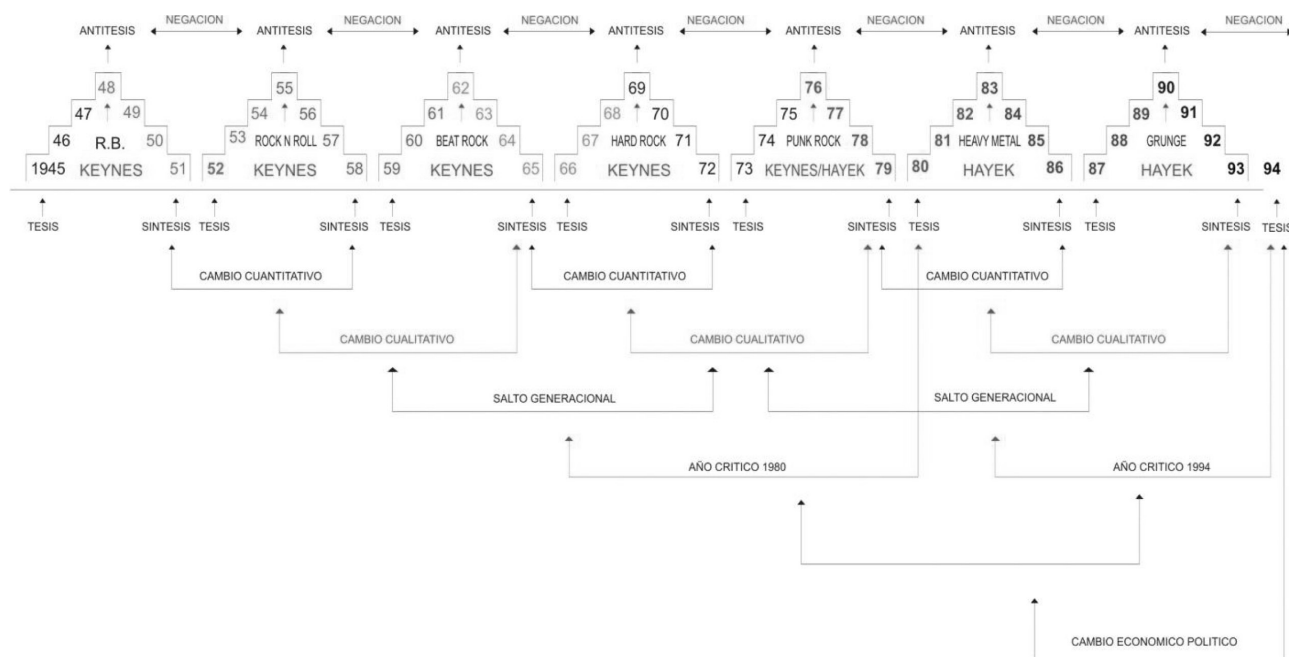 NEGACION NEGACION NEGACION NEGACION NEGACION NEGACION NEGACION
ANTITESIS ANTITESIS ANTITESIS ANTITESIS ANTITESIS ANTITESIS ANTITESIS
48 55 62 69 76 83 90
47 49 54 56 61 63 68 70 75 77 82 84 89 91
46 R.B. 50 53 ROCK N ROLL 57 60 BEAT ROCK 64 67 HARD ROCK 71 74 PUNK ROCK 78 81 HEAVY METAL 85 88 GRUNGE 92
1945 KEYNES 51 52 KEYNES 58 59 KEYNES 65 66 KEYNES 72 73 KEYNES/HAYEK 79 80 HAYEK 86 87 HAYEK 93 94
TESIS SINTESIS TESIS SINTESIS TESIS SINTESIS TESIS SINTESIS TESIS SINTESIS TESIS SINTESIS TESIS SINTESIS TESIS
CAMBIO CUANTITATIVO CAMBIO CUANTITATIVO CAMBIO CUANTITATIVO
CAMBIO CUALITATIVO CAMBIO CUALITATIVO CAMBIO CUALITATIVO
SALTO GENERACIONAL SALTO GENERACIONAL
AÑO CRITICO 1980 AÑO CRITICO 1994
CAMBIO ECONOMICO POLITICO